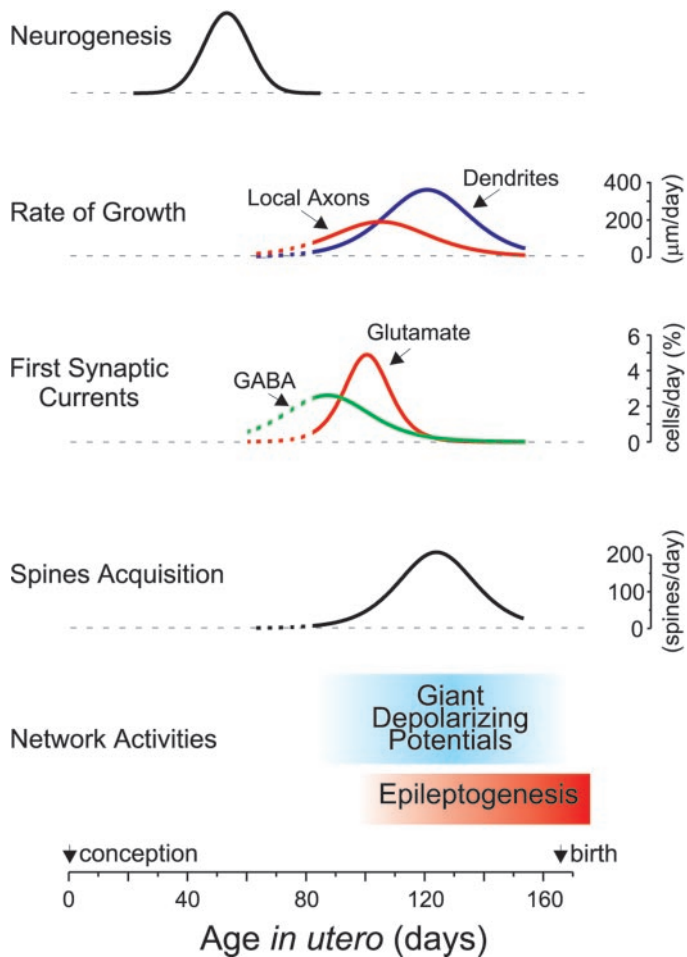 Neurogenesis
Rate of Growth
Local Axons
Dendrites
400
200
0
(µm/day)
First Synaptic
Currents
GABA
Glutamate
6
4
2
0
cells/day (%)
Spines Acquisition
200
100
0
(spines/day)
Network Activities
Giant
Depolarizing
Potentials
Epileptogenesis
conception
birth
0 40 80 120 160
Age in utero (days)